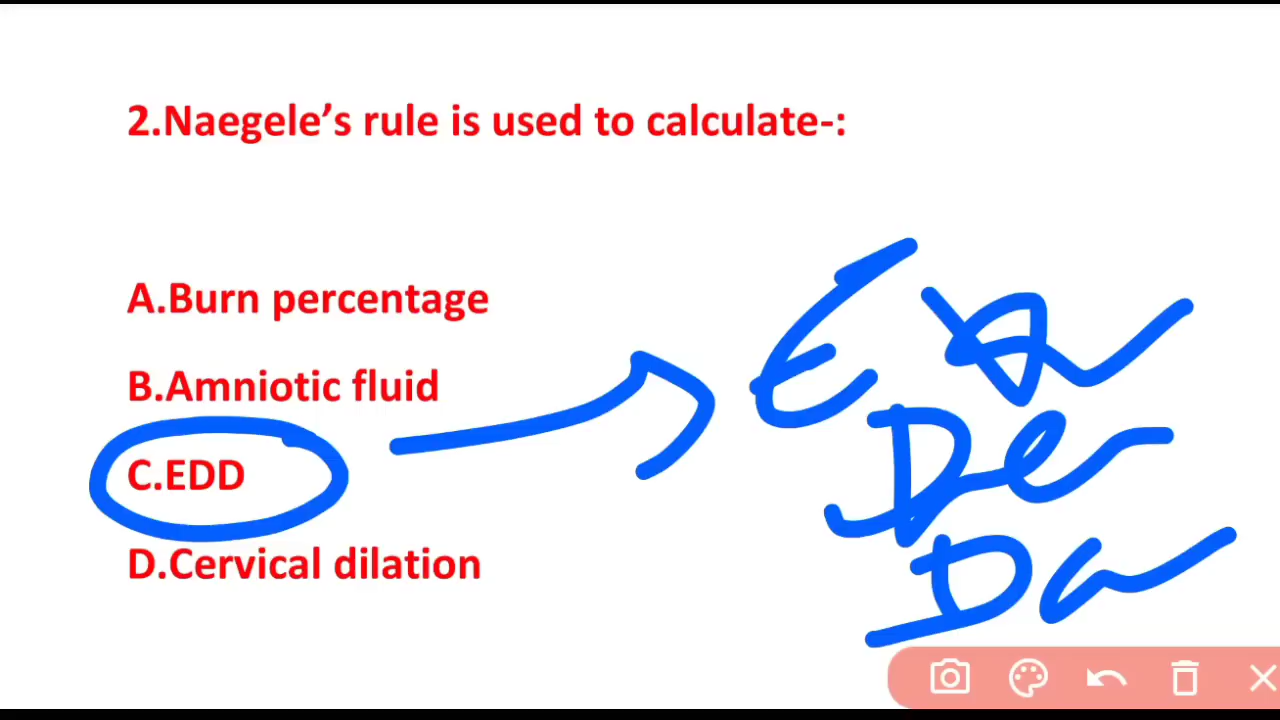 2.Naegele’s rule is used to calculate-:
A.Burn percentage
B.Amniotic fluid
C.EDD
D.Cervical dilation